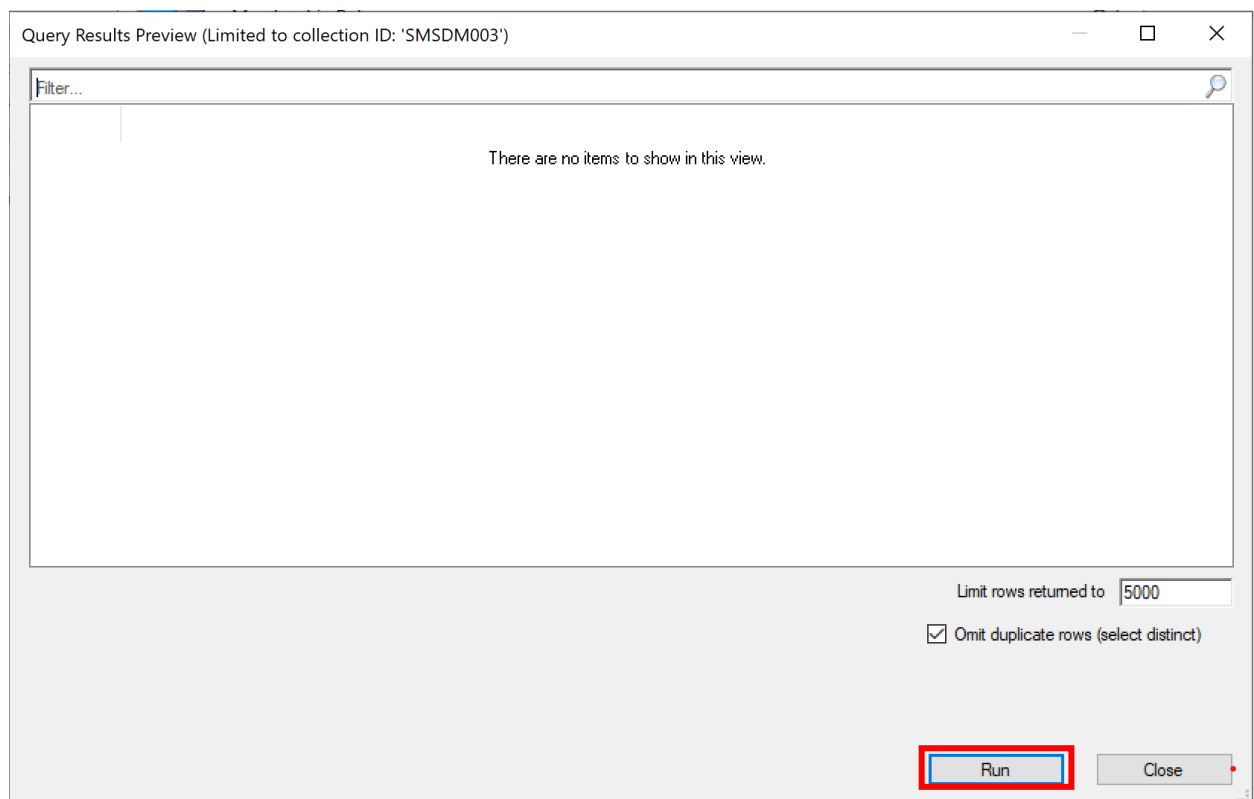 Query Results Preview (Limited to collection ID: 'SMSDM003')
Filter...
There are no items to show in this view.
Limit rows returned to 5000
Omit duplicate rows (select distinct)
Run Close